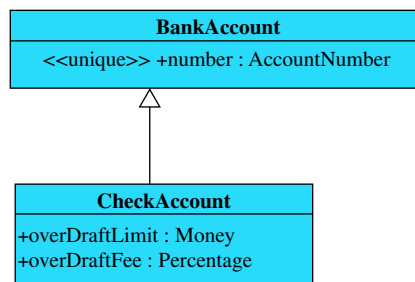 BankAccount
<<unique>> +number : AccountNumber
CheckAccount
+overDraftLimit : Money
+overDraftFee : Percentage